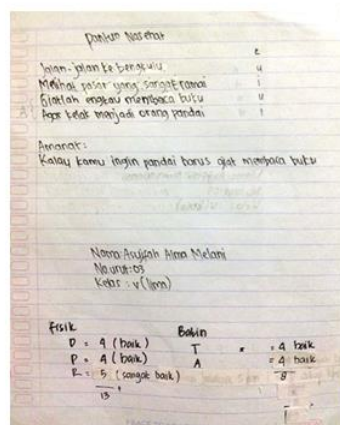 Pantun Nasehat
Jalan-jalan ke bengkulu u
Melihat pasar yang sangat ramai i
Giatlah engkau membaca buku u
Agar kelak menjadi orang pandai i
Amanat:
Kalau kamu ingin pandai harus giat membaca buku
Nama: Alma Melani
No.urut: 03
Kelas : V (lima)
Fisik Batin
D = 4 (baik) T = 4 baik
P = 4 (baik) A = 4 baik
R = 5 (sangat baik) 8
13